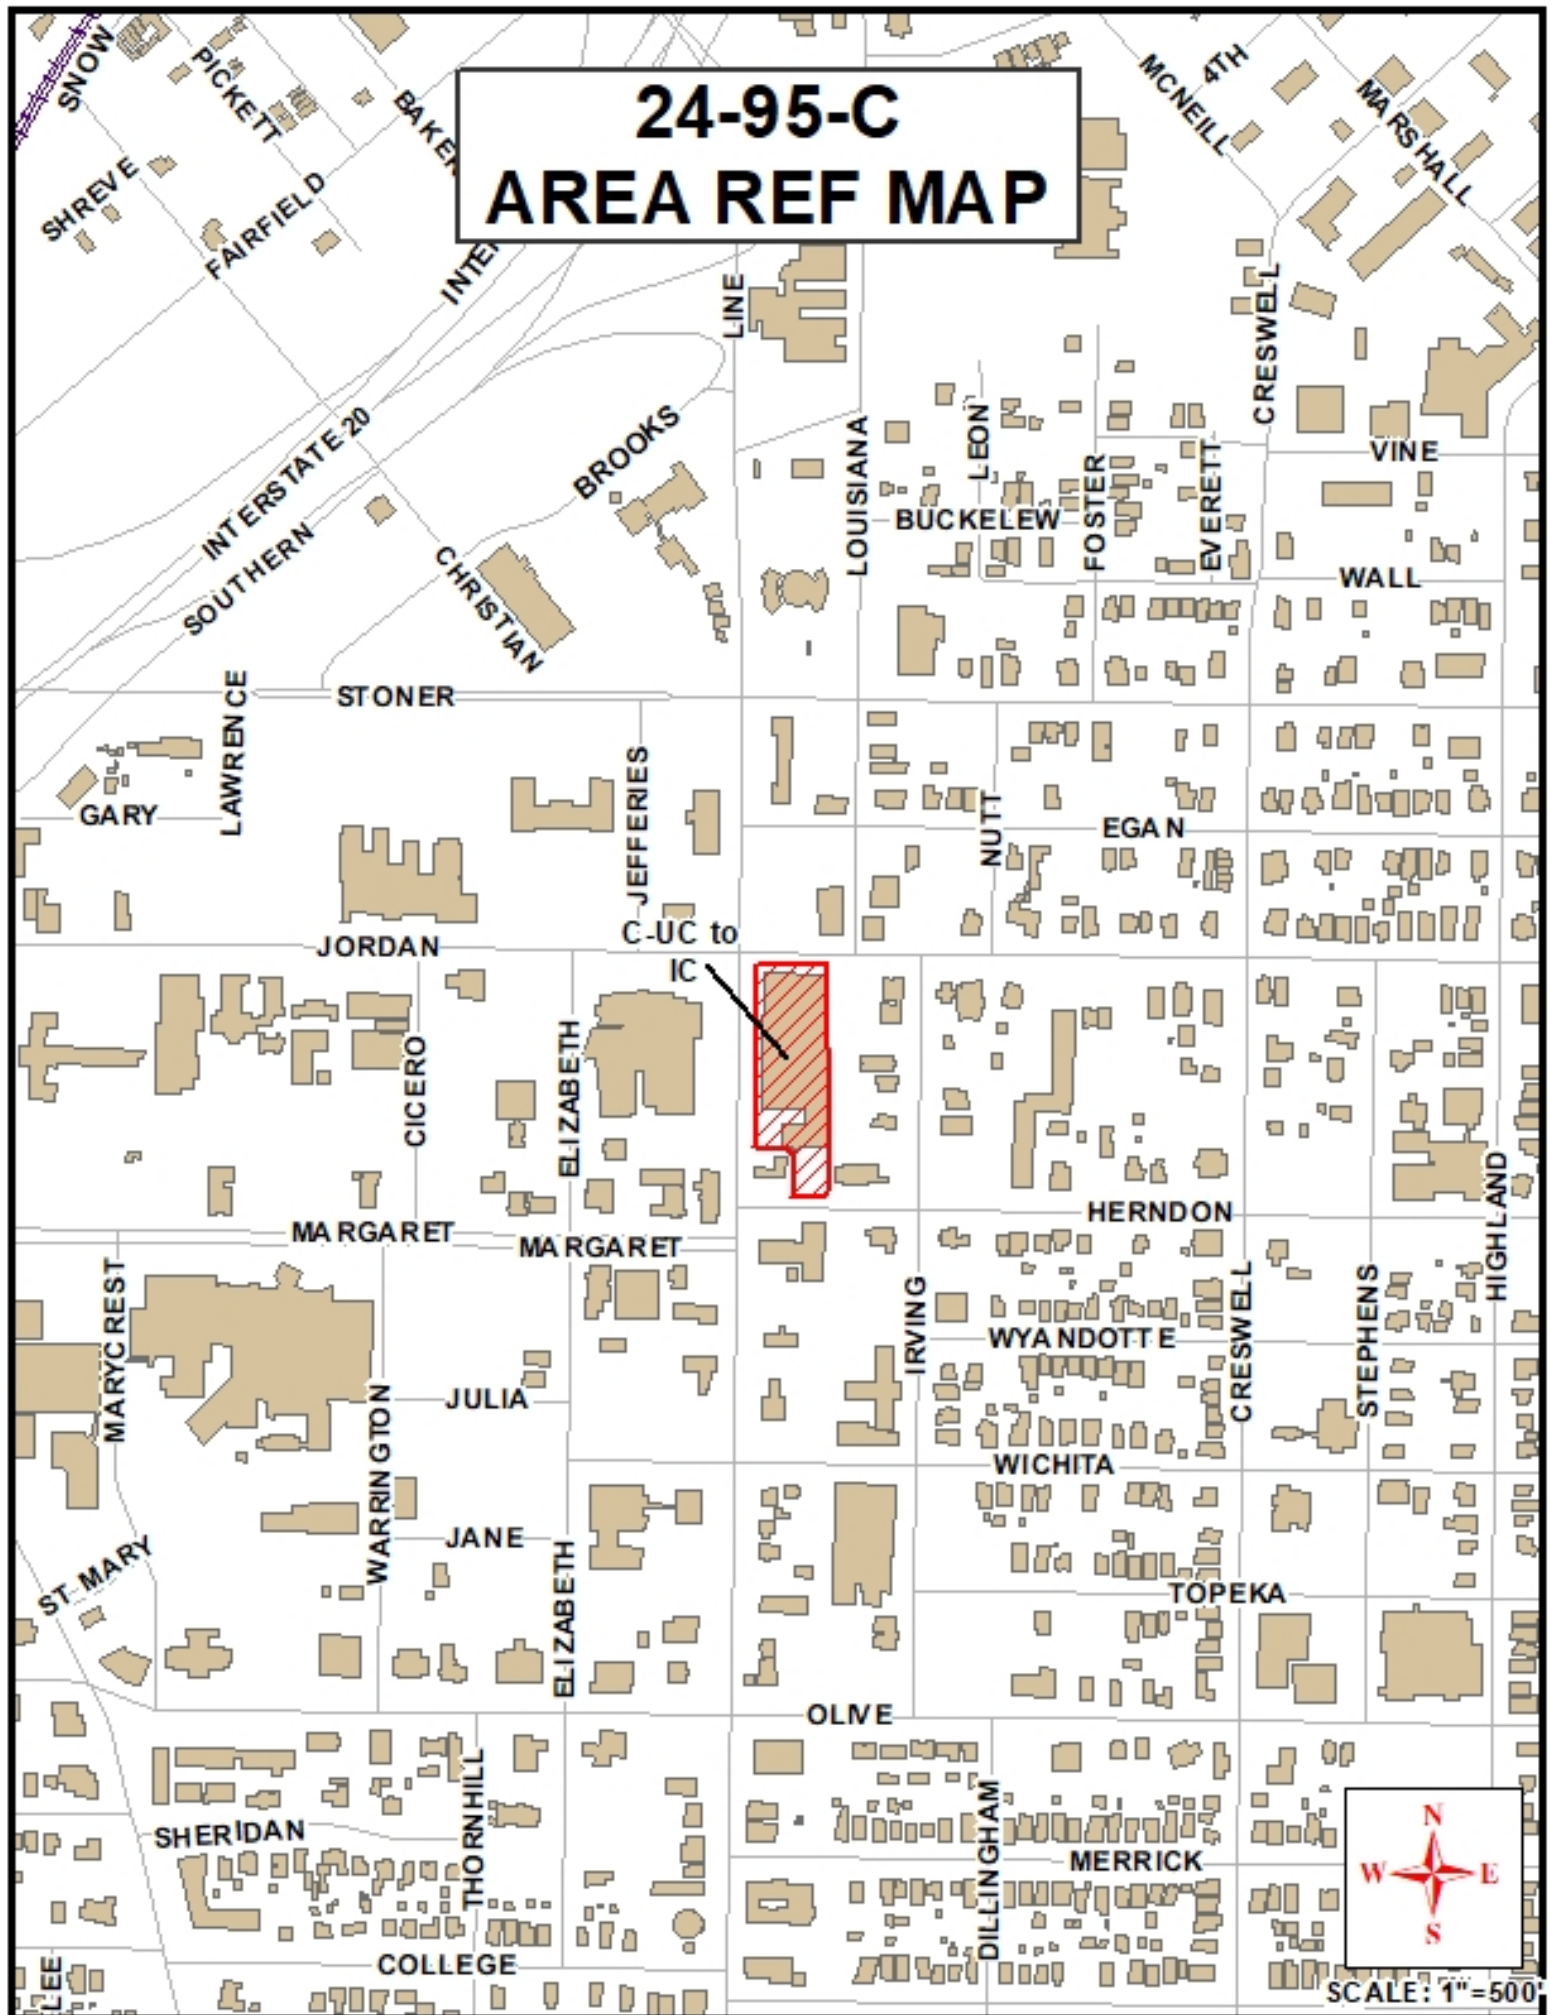 SNOW
PICKETT
BAKER
24-95-C
AREA REF MAP
MCNEILL
4TH
MARSHALL
SHREVE
FAIRFIELD
LINE
CRESWELL
INTERSTATE 20
SOUTHERN
BROOKS
CHRISTIAN
LOUISIANA
LEON
BUCKELEW
FOSTER
EVERETT
VINE
WALL
STONER
LAWRENCE
GARY
JEFFERIES
NUTT
EGAN
JORDAN
C-UC to
IC
CICERO
ELIZABETH
MARGARET
MARGARET
HERNDON
HIGHLAND
MARYCREST
IRVING
WYANDOTTE
CRESWELL
STEPHENS
JULIA
WARRINGTON
WICHITA
JANE
ST MARY
ELIZABETH
TOPEKA
OLIVE
SHERIDAN
THORNHILL
DILLINGHAM
MERRICK
COLLEGE
LEE
N
W E
S
SCALE: 1"=500'